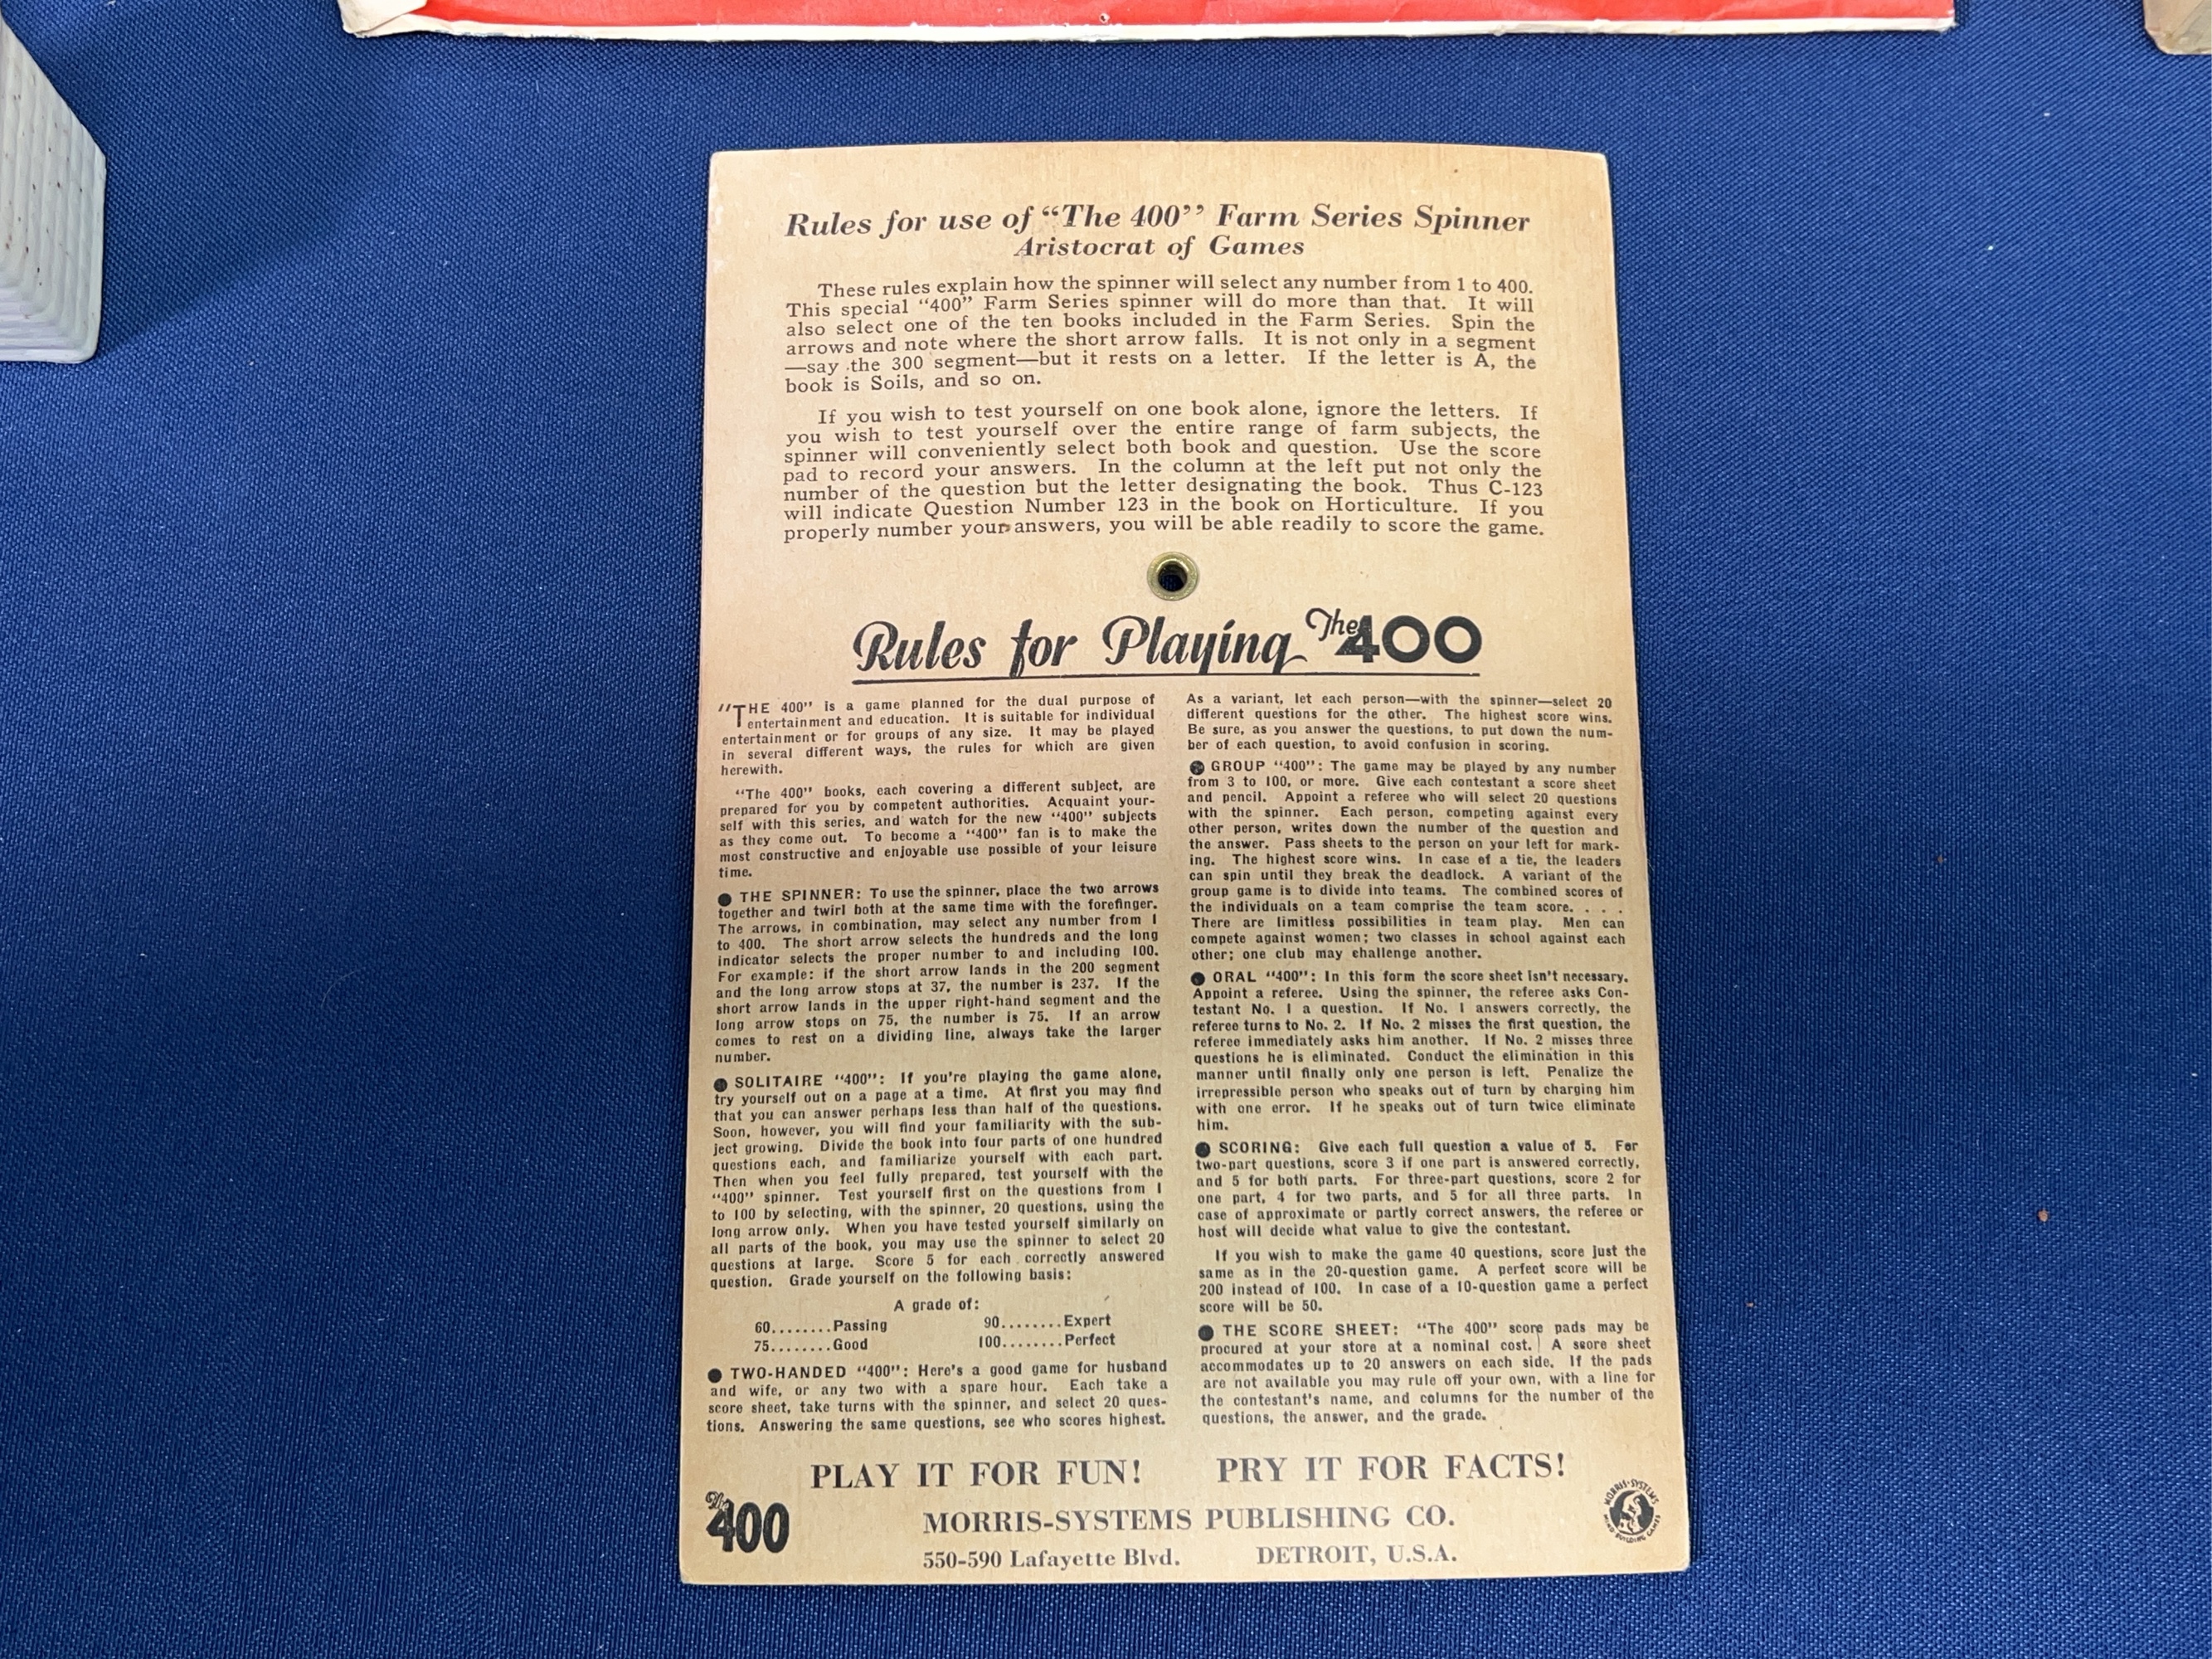 Rules for use of “The 400” Farm Series Spinner
Aristocrat of Games
These rules explain how the spinner will select any number from 1 to 400.
This special “400” Farm Series spinner will do more than that. It will
also select one of the ten books included in the Farm Series. Spin the
arrows and note where the short arrow falls. It is not only in a segment
—say the 300 segment—but it rests on a letter. If the letter is A, the
book is Soils, and so on.
If you wish to test yourself on one book alone, ignore the letters. If
you wish to test yourself over the entire range of farm subjects, the
spinner will conveniently select both book and question. Use the score
pad to record your answers. In the column at the left put not only the
number of the question but the letter designating the book. Thus C-123
will indicate Question Number 123 in the book on Horticulture. If you
properly number your answers, you will be able readily to score the game.
Rules for Playing The 400
“THE 400” is a game planned for the dual purpose of
entertainment and education. It is suitable for individual
entertainment or for groups of any size. It may be played
in several different ways, the rules for which are given
herewith.
“The 400” books, each covering a different subject, are
prepared for you by competent authorities. Acquaint your-
self with this series, and watch for the new “400” subjects
as they come out. To become a “400” fan is to make the
most constructive and enjoyable use possible of your leisure
time.
● THE SPINNER: To use the spinner, place the two arrows
together and twirl both at the same time with the forefinger.
The arrows, in combination, may select any number from 1
to 400. The short arrow selects the hundreds and the long
indicator selects the proper number to and including 100.
For example: if the short arrow lands in the 200 segment
and the long arrow stops at 37, the number is 237. If the
short arrow lands in the upper right-hand segment and the
long arrow stops on 75, the number is 75. If an arrow
comes to rest on a dividing line, always take the larger
number.
● SOLITAIRE “400”: If you're playing the game alone,
try yourself out on a page at a time. At first you may find
that you can answer perhaps less than half of the questions.
Soon, however, you will find your familiarity with the sub-
ject growing. Divide the book into four parts of one hundred
questions each, and familiarize yourself with each part.
Then when you feel fully prepared, test yourself with the
“400” spinner. Test yourself first on the questions from 1
to 100 by selecting, with the spinner, 20 questions, using the
long arrow only. When you have tested yourself similarly on
all parts of the book, you may use the spinner to select 20
questions at large. Score 5 for each correctly answered
question. Grade yourself on the following basis:
A grade of:
60........Passing 90........Expert
75........Good 100........Perfect
● TWO-HANDED “400”: Here's a good game for husband
and wife, or any two with a spare hour. Each take a
score sheet, take turns with the spinner, and select 20 ques-
tions. Answering the same questions, see who scores highest.
As a variant, let each person—with the spinner—select 20
different questions for the other. The highest score wins.
Be sure, as you answer the questions, to put down the num-
ber of each question, to avoid confusion in scoring.
● GROUP “400”: The game may be played by any number
from 3 to 100, or more. Give each contestant a score sheet
and pencil. Appoint a referee who will select 20 questions
with the spinner. Each person, competing against every
other person, writes down the number of the question and
the answer. Pass sheets to the person on your left for mark-
ing. The highest score wins. In case of a tie, the leaders
can spin until they break the deadlock. A variant of the
group game is to divide into teams. The combined scores of
the individuals on a team comprise the team score. . . .
There are limitless possibilities in team play. Men can
compete against women; two classes in school against each
other; one club may challenge another.
● ORAL “400”: In this form the score sheet isn't necessary.
Appoint a referee. Using the spinner, the referee asks Con-
testant No. 1 a question. If No. 1 answers correctly, the
referee turns to No. 2. If No. 2 misses the first question, the
referee immediately asks him another. If No. 2 misses three
questions he is eliminated. Conduct the elimination in this
manner until finally only one person is left. Penalize the
irrepressible person who speaks out of turn by charging him
with one error. If he speaks out of turn twice eliminate
him.
● SCORING: Give each full question a value of 5. For
two-part questions, score 3 if one part is answered correctly,
and 5 for both parts. For three-part questions, score 2 for
one part, 4 for two parts, and 5 for all three parts. In
case of approximate or partly correct answers, the referee or
host will decide what value to give the contestant.
If you wish to make the game 40 questions, score just the
same as in the 20-question game. A perfect score will be
200 instead of 100. In case of a 10-question game a perfect
score will be 50.
● THE SCORE SHEET: “The 400” score pads may be
procured at your store at a nominal cost. A score sheet
accommodates up to 20 answers on each side. If the pads
are not available you may rule off your own, with a line for
the contestant's name, and columns for the number of the
questions, the answer, and the grade.
PLAY IT FOR FUN! PRY IT FOR FACTS!
The 400
MORRIS-SYSTEMS PUBLISHING CO.
550-590 Lafayette Blvd. DETROIT, U.S.A.
MORRIS-SYSTEMS
MIND BUILDING GAMES